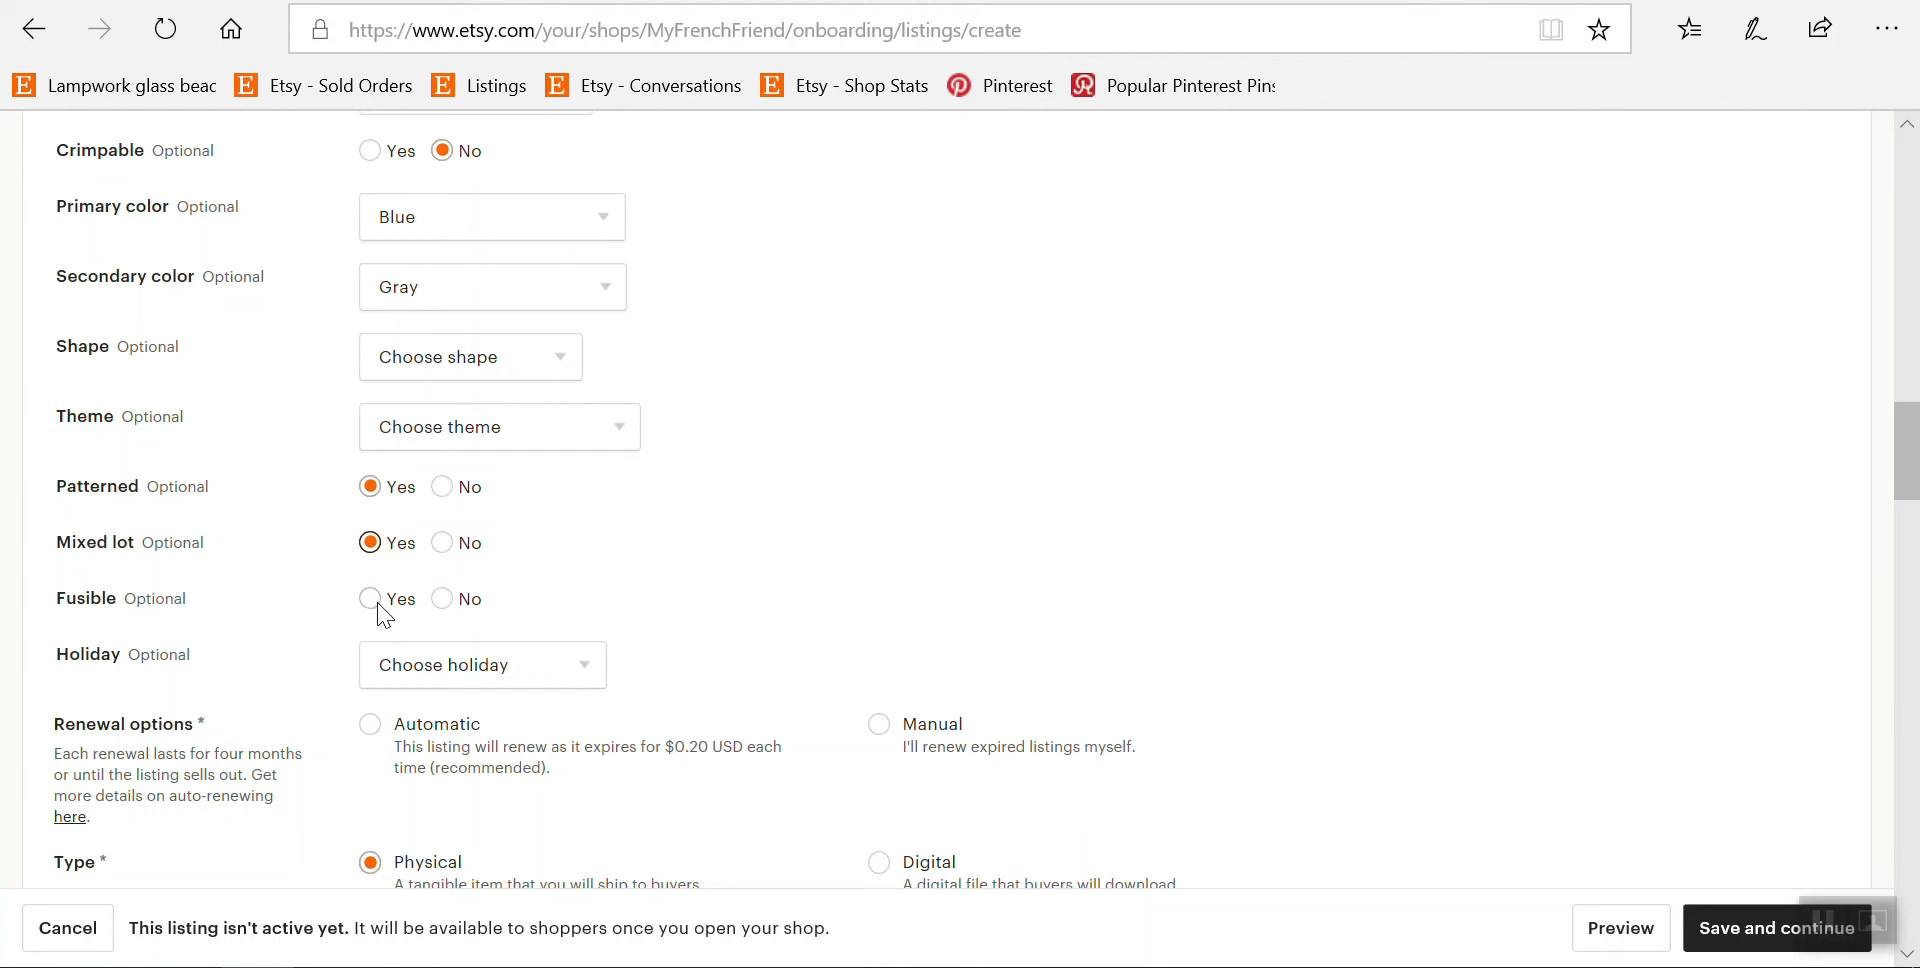 https://www.etsy.com/your/shops/MyFrenchFriend/onboarding/listings/create
Lampwork glass beac Etsy - Sold Orders Listings Etsy - Conversations Etsy - Shop Stats Pinterest Popular Pinterest Pins
Crimpable Optional Yes No
Primary color Optional Blue
Secondary color Optional Gray
Shape Optional Choose shape
Theme Optional Choose theme
Patterned Optional Yes No
Mixed lot Optional Yes No
Fusible Optional Yes No
Holiday Optional Choose holiday
Renewal options * Automatic Manual
Each renewal lasts for four months This listing will renew as it expires for $0.20 USD each I'll renew expired listings myself.
or until the listing sells out. Get time (recommended).
more details on auto-renewing
here.
Type * Physical Digital
A tangible item that you will ship to buyers. A digital file that buyers will download.
Cancel This listing isn't active yet. It will be available to shoppers once you open your shop. Preview Save and continue